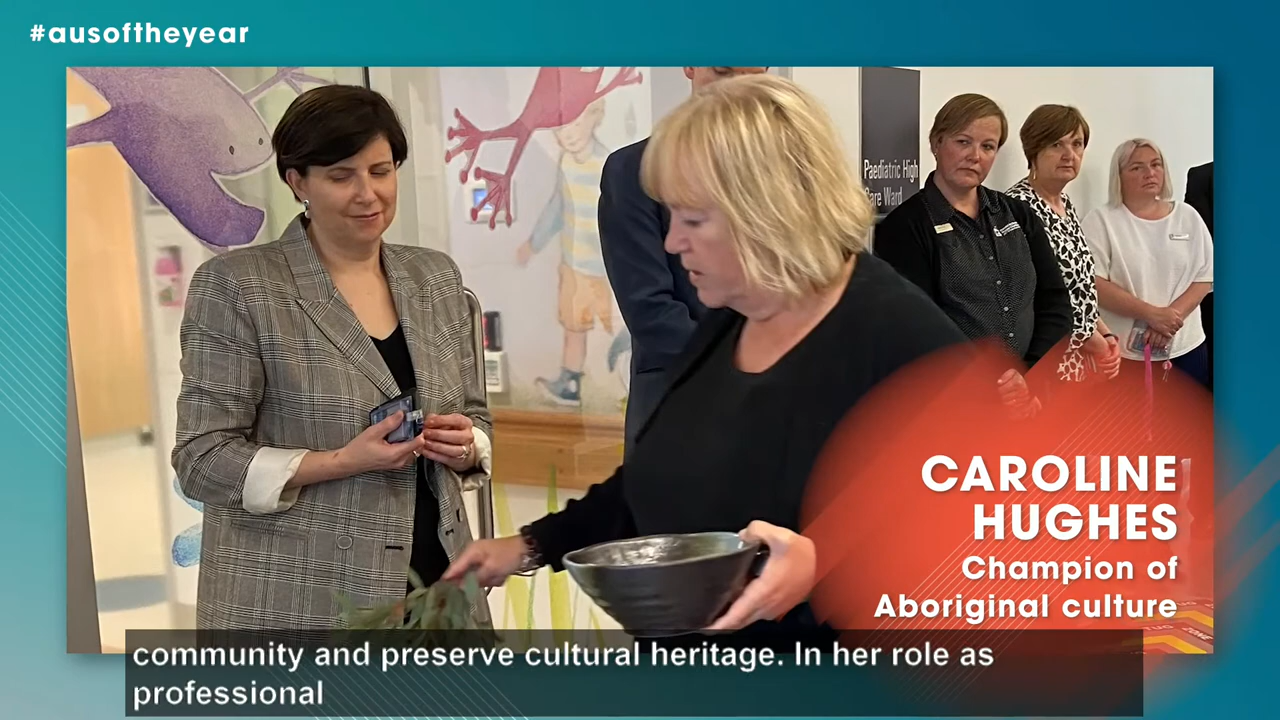 #ausoftheyear
Paediatric High
Care Ward
CAROLINE
HUGHES
Champion of
Aboriginal culture
community and preserve cultural heritage. In her role as
professional